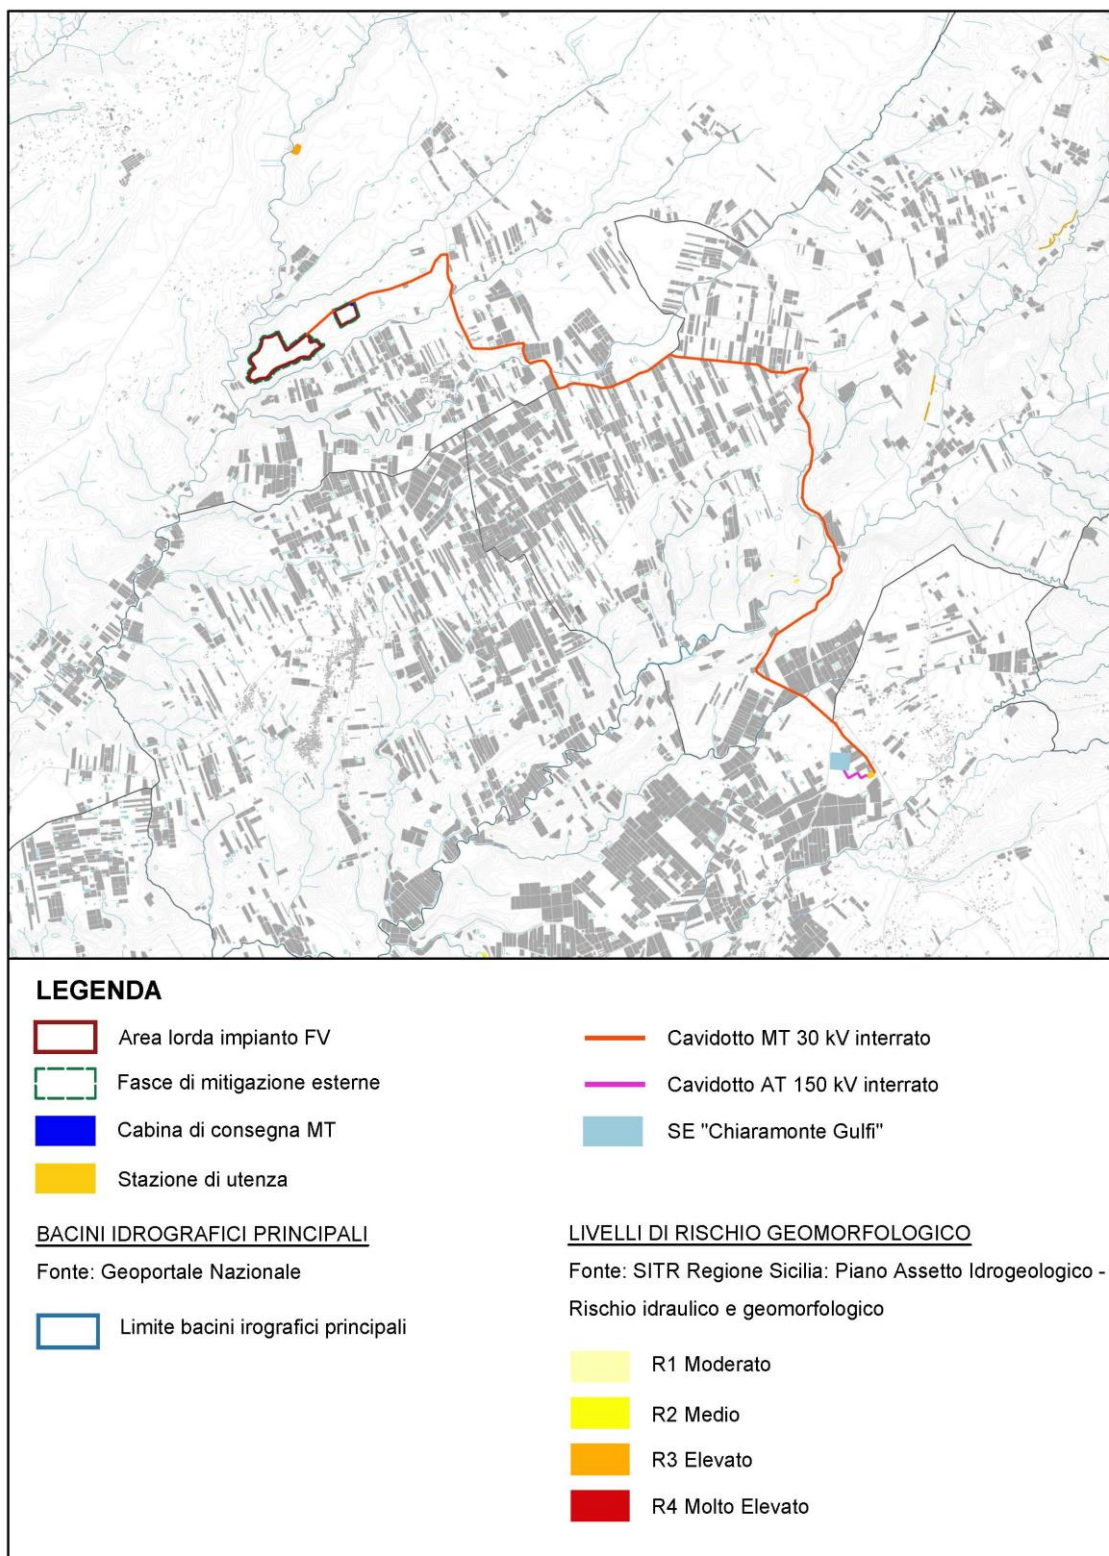 LEGENDA
Area lorda impianto FV
Fasce di mitigazione esterne
Cabina di consegna MT
Stazione di utenza
Cavidotto MT 30 kV interrato
Cavidotto AT 150 kV interrato
SE "Chiaramonte Gulfi"
BACINI IDROGRAFICI PRINCIPALI
Fonte: Geoportale Nazionale
Limite bacini irografici principali
LIVELLI DI RISCHIO GEOMORFOLOGICO
Fonte: SITR Regione Sicilia: Piano Assetto Idrogeologico -
Rischio idraulico e geomorfologico
R1 Moderato
R2 Medio
R3 Elevato
R4 Molto Elevato